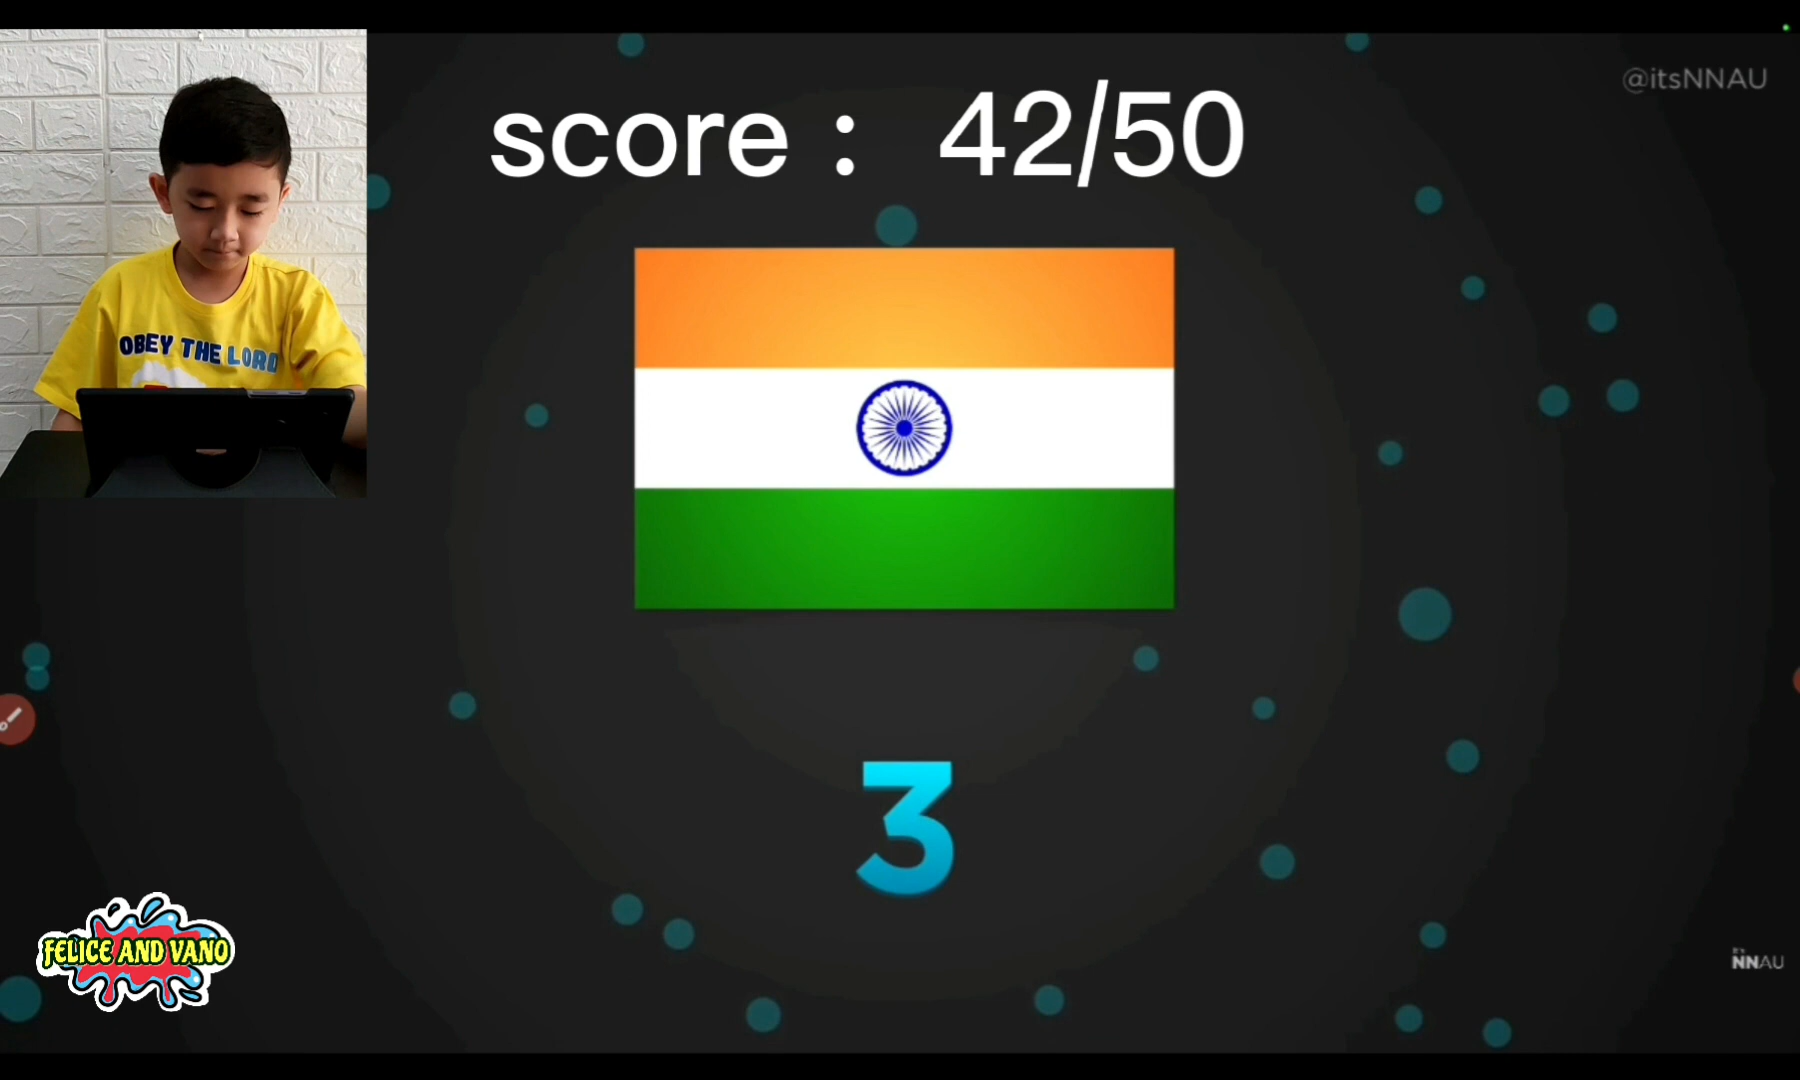 @itsNNAU
score : 42/50
OBEY THE LORD
3
FELICE AND VANO
NNAU